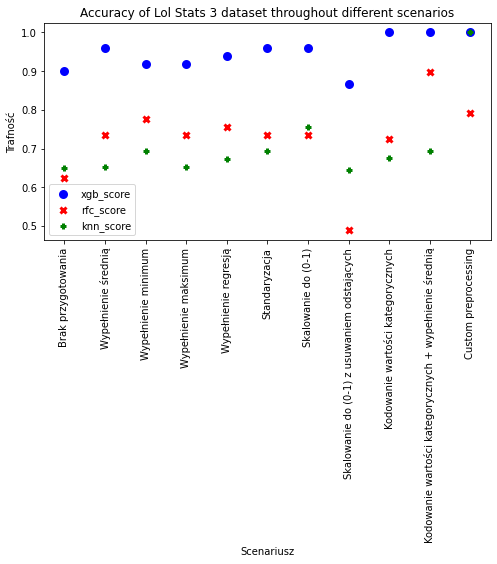 Accuracy of Lol Stats 3 dataset throughout different scenarios
Trafność
1.0
0.9
0.8
0.7
0.6
0.5
xgb_score
rfc_score
knn_score
Brak przygotowania
Wypełnienie średnią
Wypełnienie minimum
Wypełnienie maksimum
Wypełnienie regresją
Standaryzacja
Skalowanie do (0-1)
Skalowanie do (0-1) z usuwaniem odstających
Kodowanie wartości kategorycznych
Kodowanie wartości kategorycznych + wypełnienie średnią
Custom preprocessing
Scenariusz